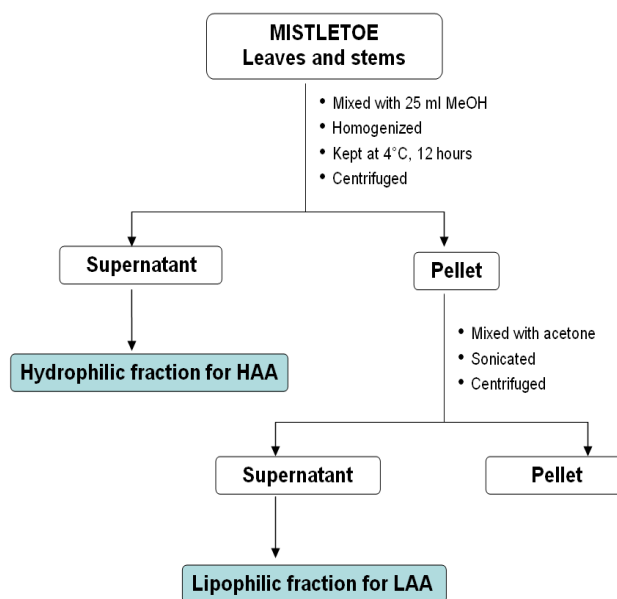 MISTLETOE
Leaves and stems
• Mixed with 25 ml MeOH
• Homogenized
• Kept at 4°C, 12 hours
• Centrifuged
Supernatant
Pellet
• Mixed with acetone
• Sonicated
• Centrifuged
Hydrophilic fraction for HAA
Supernatant
Pellet
Lipophilic fraction for LAA